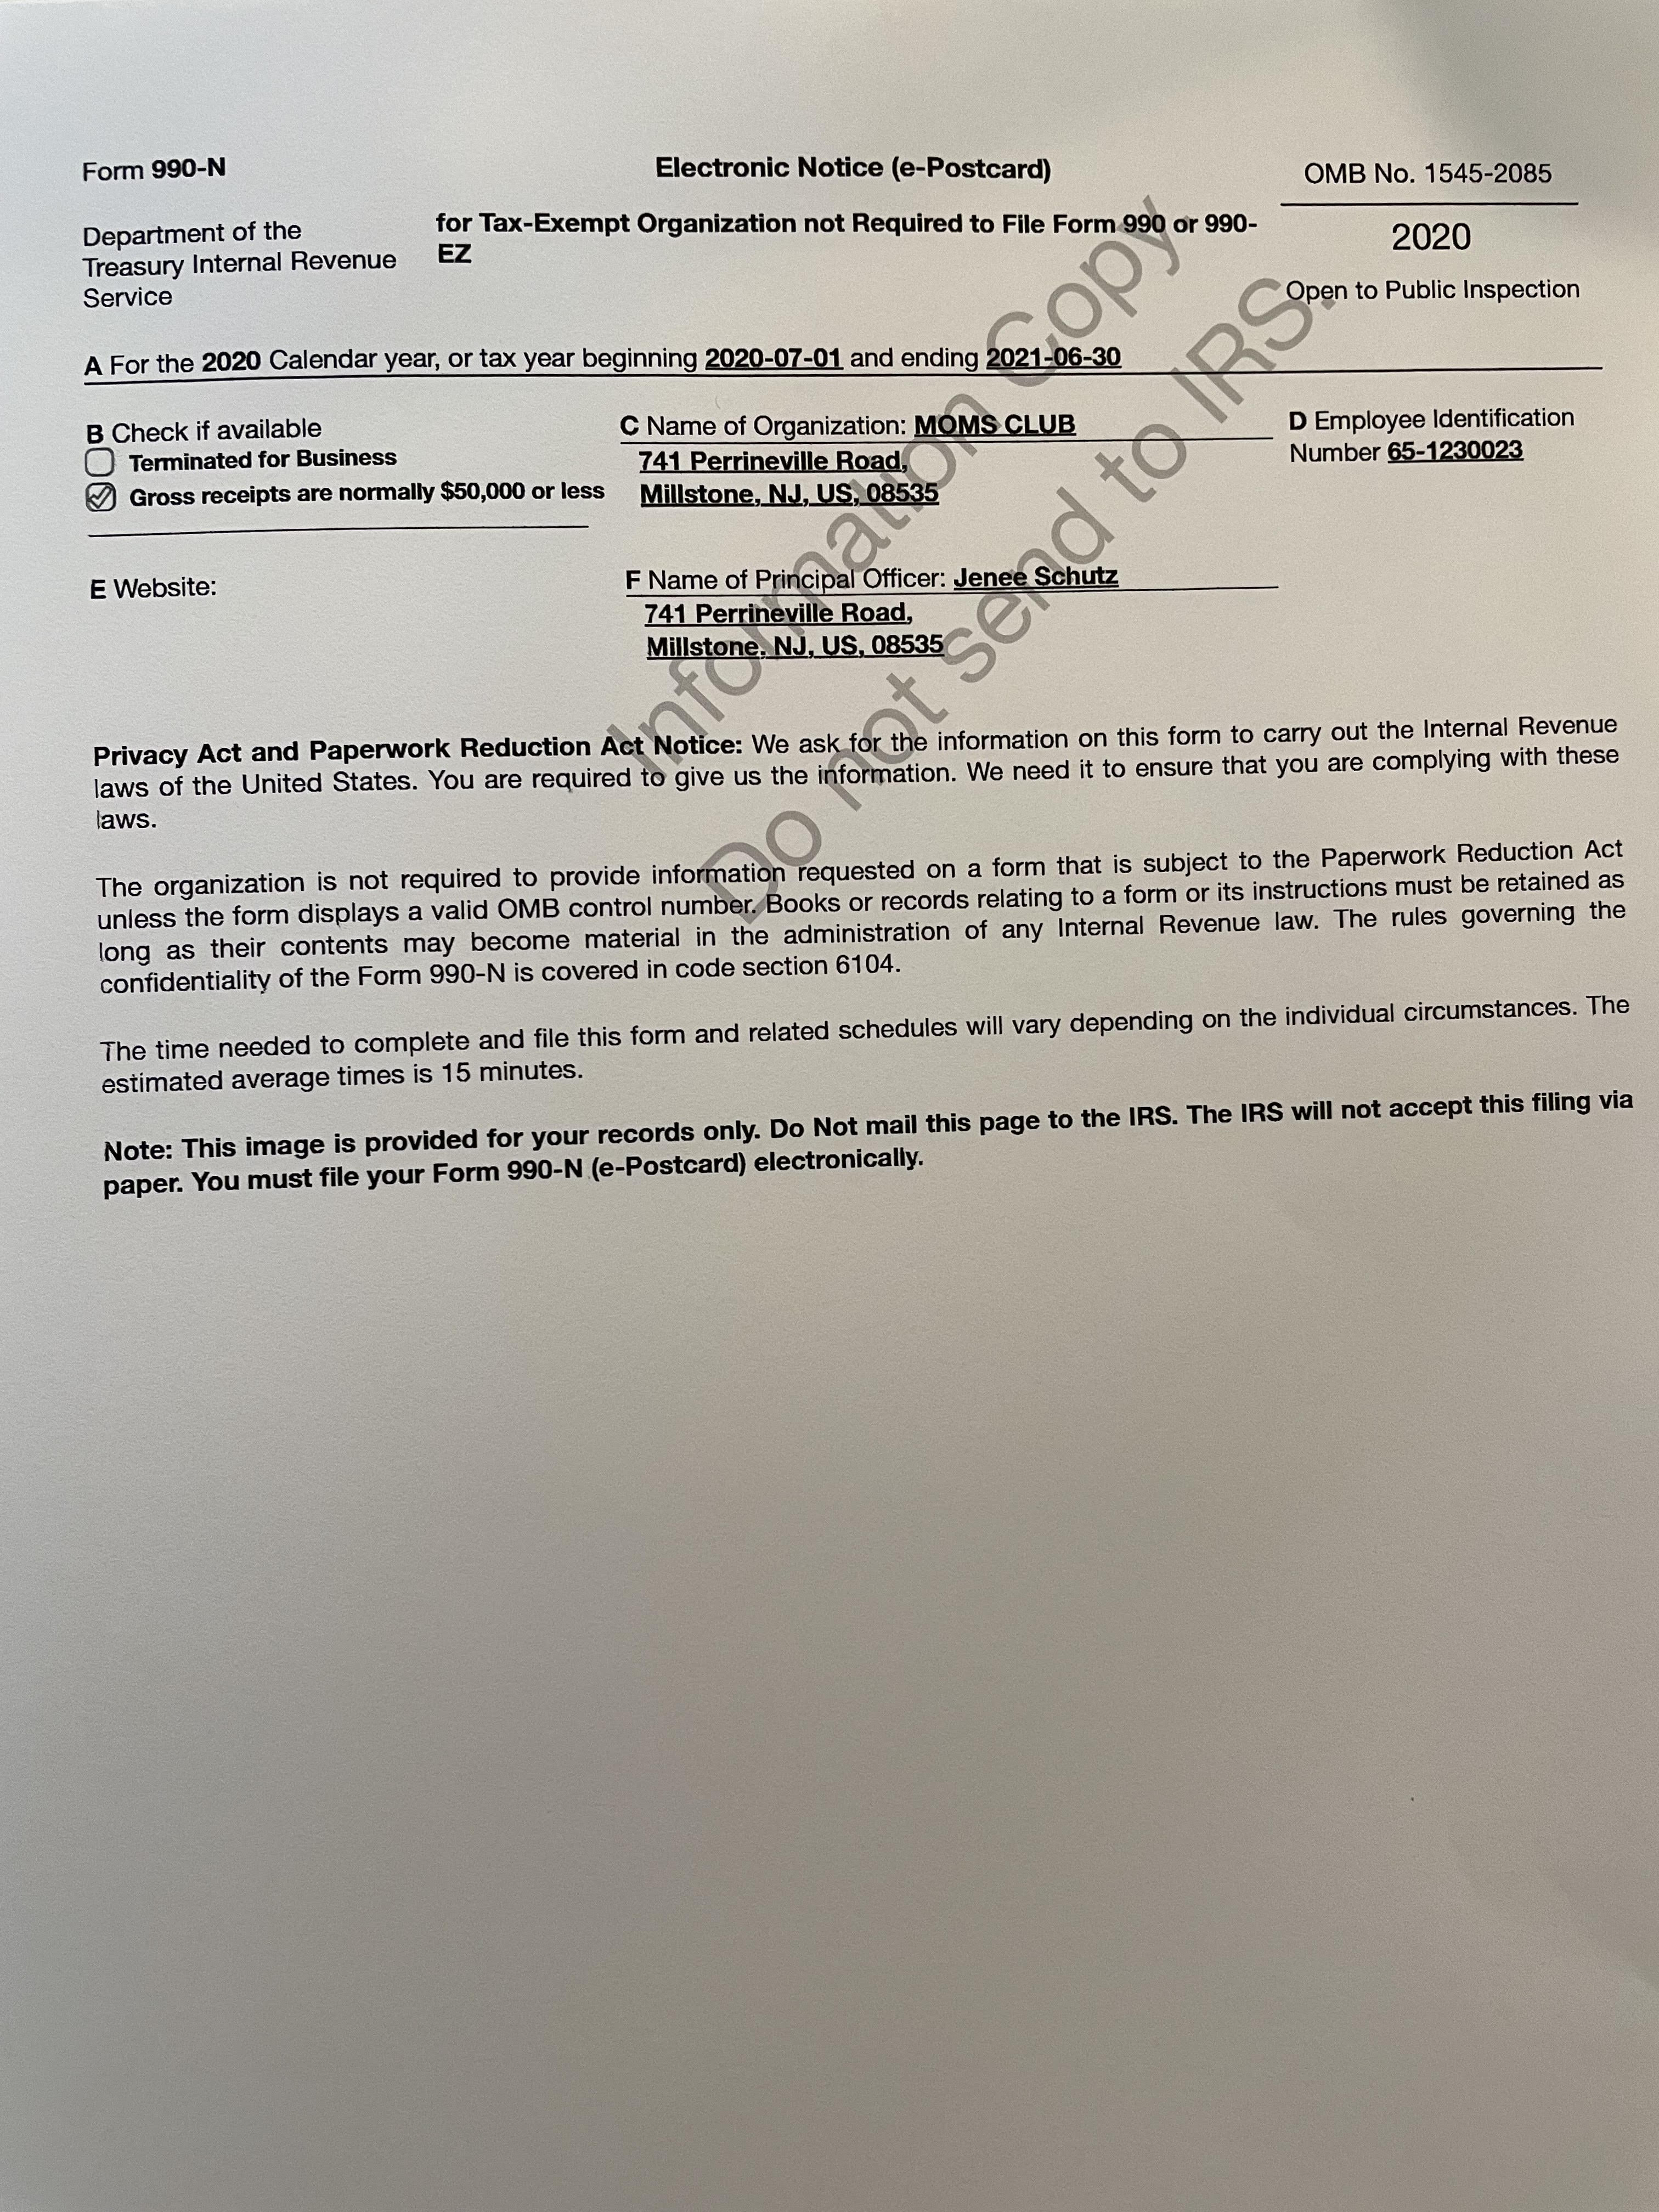 Form 990-N
Electronic Notice (e-Postcard)
OMB No. 1545-2085
Department of the
Treasury Internal Revenue
Service
for Tax-Exempt Organization not Required to File Form 990 or 990-
EZ
2020
Open to Public Inspection
A For the 2020 Calendar year, or tax year beginning 2020-07-01 and ending 2021-06-30
B Check if available
Terminated for Business
Gross receipts are normally $50,000 or less
C Name of Organization: MOMS CLUB
741 Perrineville Road,
Millstone, NJ, US, 08535
D Employee Identification
Number 65-1230023
E Website:
F Name of Principal Officer: Jenee Schutz
741 Perrineville Road,
Millstone, NJ, US, 08535
Information Copy.
Do not send to IRS.
Privacy Act and Paperwork Reduction Act Notice: We ask for the information on this form to carry out the Internal Revenue
laws of the United States. You are required to give us the information. We need it to ensure that you are complying with these
laws.
The organization is not required to provide information requested on a form that is subject to the Paperwork Reduction Act
unless the form displays a valid OMB control number. Books or records relating to a form or its instructions must be retained as
long as their contents may become material in the administration of any Internal Revenue law. The rules governing the
confidentiality of the Form 990-N is covered in code section 6104.
The time needed to complete and file this form and related schedules will vary depending on the individual circumstances. The
estimated average times is 15 minutes.
Note: This image is provided for your records only. Do Not mail this page to the IRS. The IRS will not accept this filing via
paper. You must file your Form 990-N (e-Postcard) electronically.